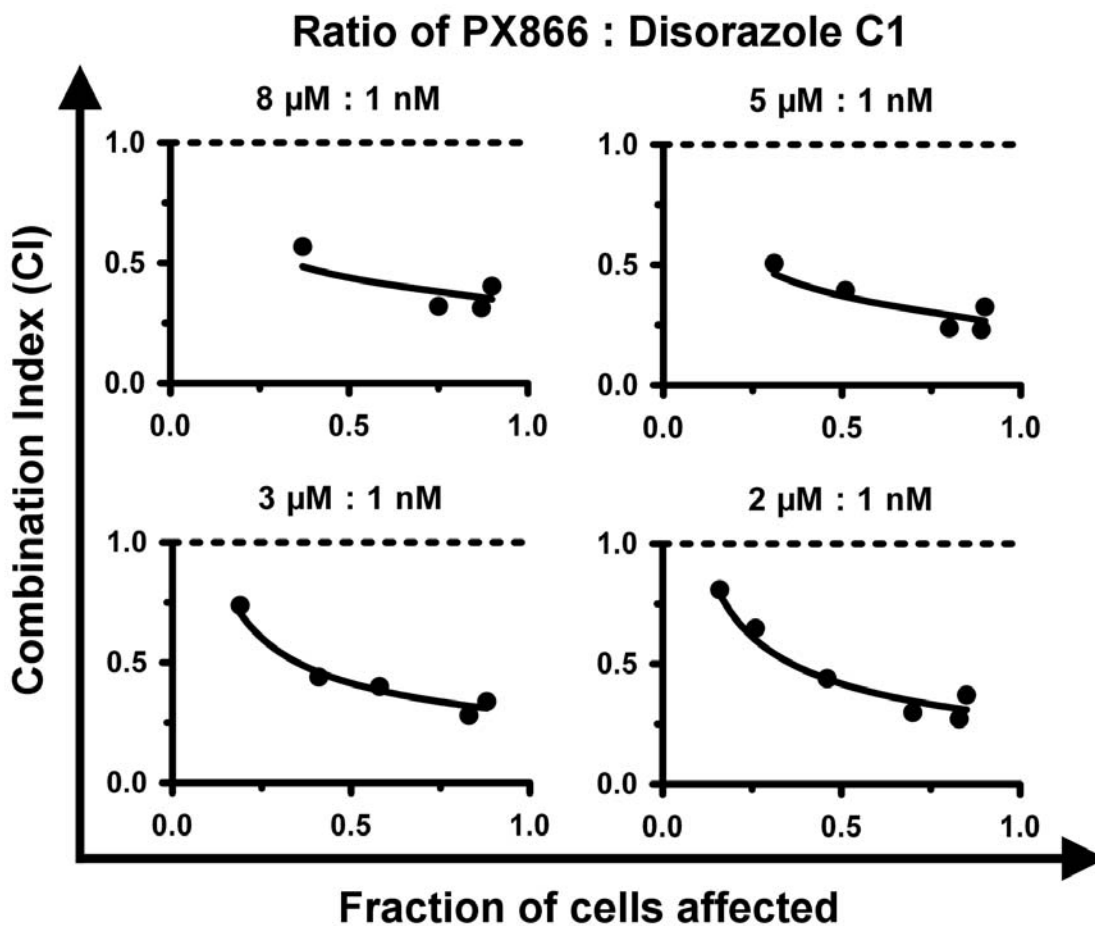 Ratio of PX866 : Disorazole C1
Combination Index (CI)
8 µM : 1 nM
1.0
0.5
0.0
0.0 0.5 1.0
5 µM : 1 nM
1.0
0.5
0.0
0.0 0.5 1.0
3 µM : 1 nM
1.0
0.5
0.0
0.0 0.5 1.0
2 µM : 1 nM
1.0
0.5
0.0
0.0 0.5 1.0
Fraction of cells affected